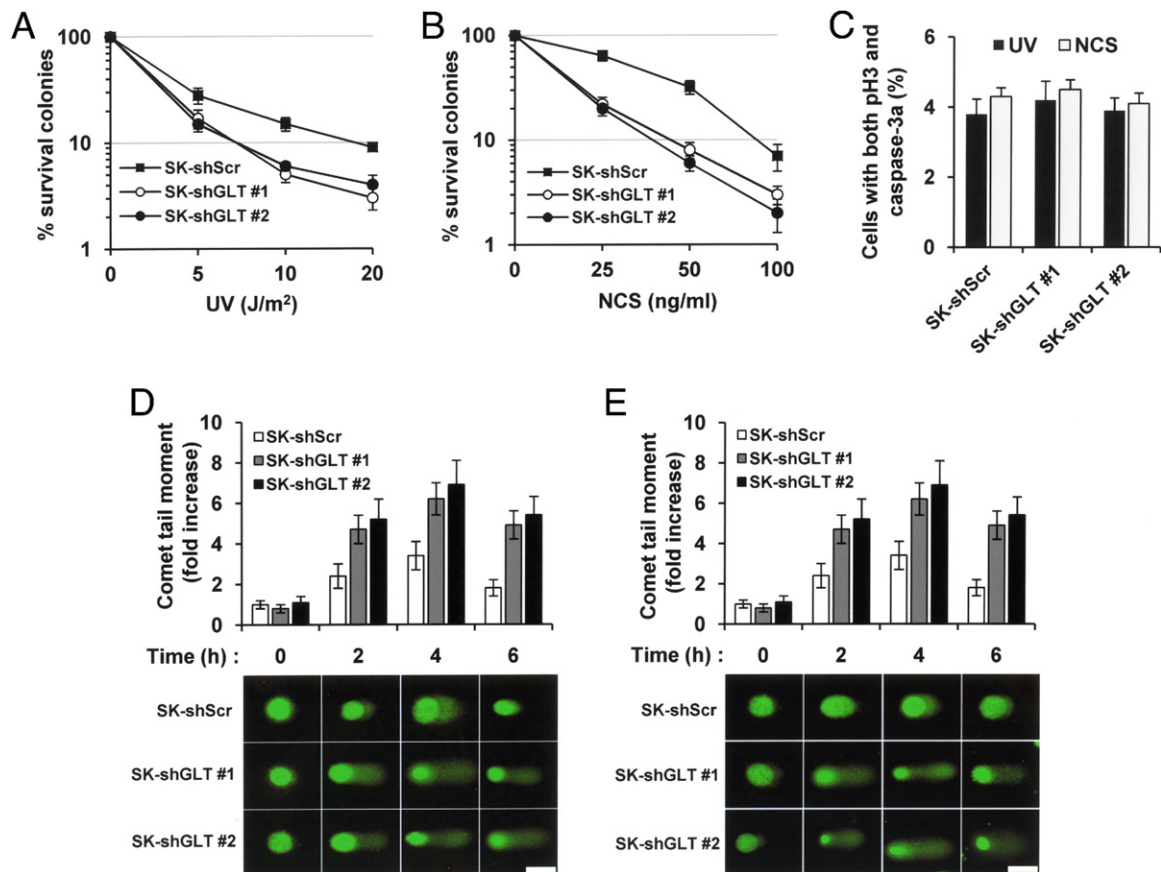 A
% survival colonies
100
10
1
SK-shScr
SK-shGLT #1
SK-shGLT #2
0 5 10 20
UV (J/m²)
B
% survival colonies
100
10
1
SK-shScr
SK-shGLT #1
SK-shGLT #2
0 25 50 100
NCS (ng/ml)
C
Cells with both pH3 and
caspase-3a (%)
6
4
2
0
UV NCS
SK-shScr
SK-shGLT #1
SK-shGLT #2
D
Comet tail moment
(fold increase)
10
8
6
4
2
0
SK-shScr
SK-shGLT #1
SK-shGLT #2
Time (h) : 0 2 4 6
SK-shScr
SK-shGLT #1
SK-shGLT #2
E
Comet tail moment
(fold increase)
10
8
6
4
2
0
SK-shScr
SK-shGLT #1
SK-shGLT #2
Time (h) : 0 2 4 6
SK-shScr
SK-shGLT #1
SK-shGLT #2